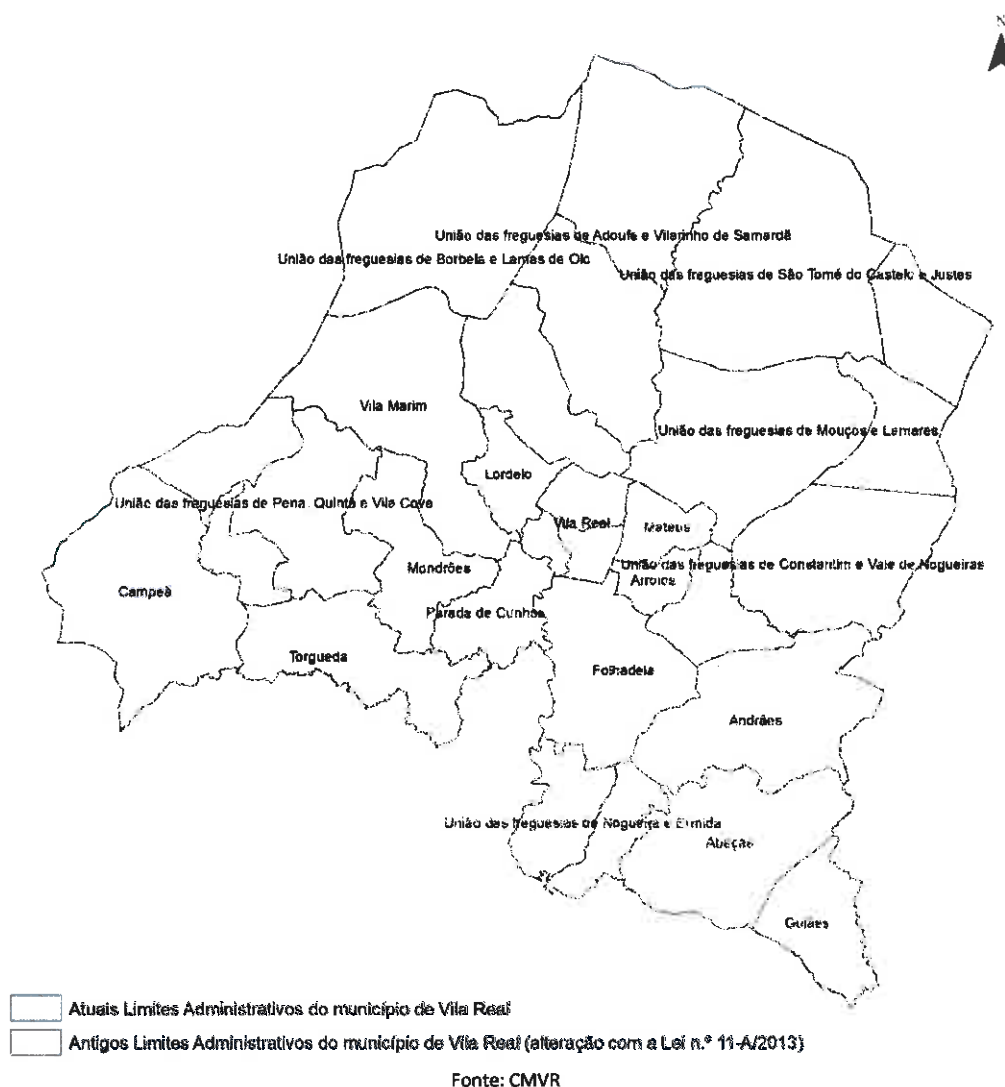 N
União das freguesias de Adoufe e Vilarinho de Samardã
União das freguesias de Borbela e Lamas de Olo
União das freguesias de São Tomé do Castelo e Justes
Vila Marim
União das freguesias de Mouços e Lamares
Lordelo
União das freguesias de Pena, Quintã e Vila Cova
Vila Real
Mateus
União das freguesias de Constantim e Vale de Nogueiras
Mondrões
Arroios
Campeã
Parada de Cunhos
Torgueda
Folhadela
Andrães
União das freguesias de Nogueira e Ermida
Abaças
Guiães
Atuais Limites Administrativos do município de Vila Real
Antigos Limites Administrativos do município de Vila Real (alteração com a Lei n.º 11-A/2013)
Fonte: CMVR